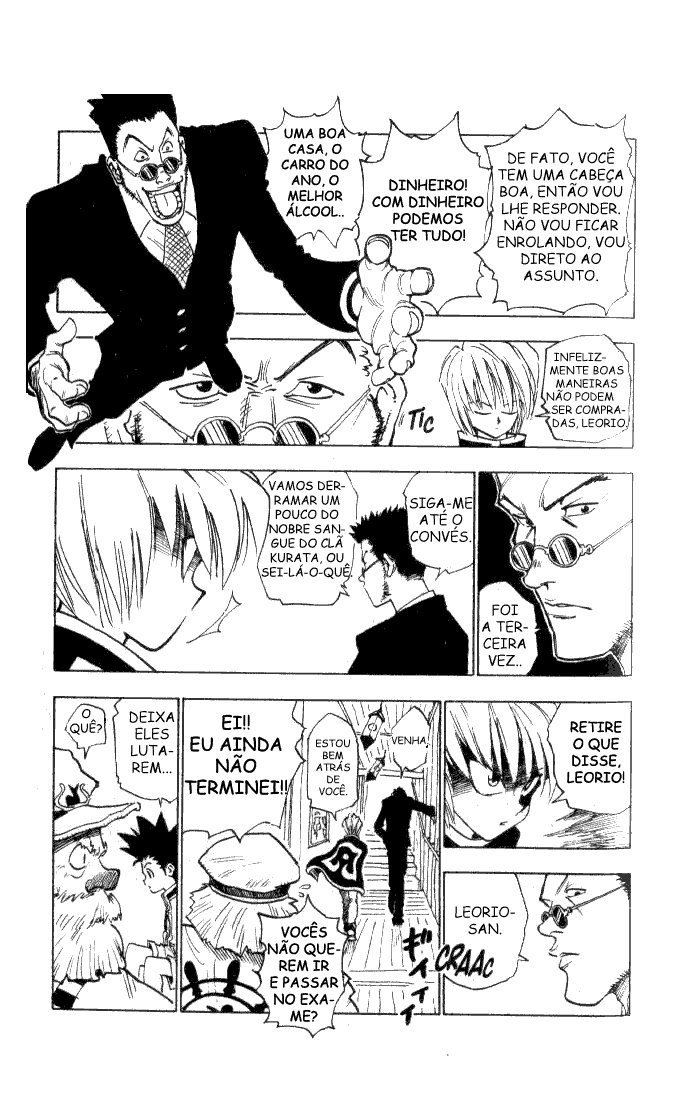 DE FATO, VOCÊ
TEM UMA CABEÇA
BOA, ENTÃO VOU
LHE RESPONDER.
NÃO VOU FICAR
ENROLANDO, VOU
DIRETO AO
ASSUNTO.
DINHEIRO!
COM DINHEIRO
PODEMOS
TER TUDO!
UMA BOA
CASA, O
CARRO DO
ANO, O
MELHOR
ÁLCOOL..
INFELIZ-
MENTE BOAS
MANEIRAS
NÃO PODEM
SER COMPRA-
DAS, LEORIO.
TIC
FOI
A TER-
CEIRA
VEZ..
SIGA-ME
ATÉ O
CONVÉS.
VAMOS DER-
RAMAR UM
POUCO DO
NOBRE SAN-
GUE DO CLÃ
KURATA, OU
SEI-LÁ-O-QUÊ.
RETIRE
O QUE
DISSE,
LEORIO!
LEORIO-
SAN.
VENHA.
ESTOU
BEM
ATRÁS
DE
VOCÊ.
EI!!
EU AINDA
NÃO
TERMINEI!!
VOCÊS
NÃO QUE-
REM IR
E PASSAR
NO EXA-
ME?
ギイイイ
CRAAC
DEIXA
ELES
LUTA-
REM...
O
QUÊ?